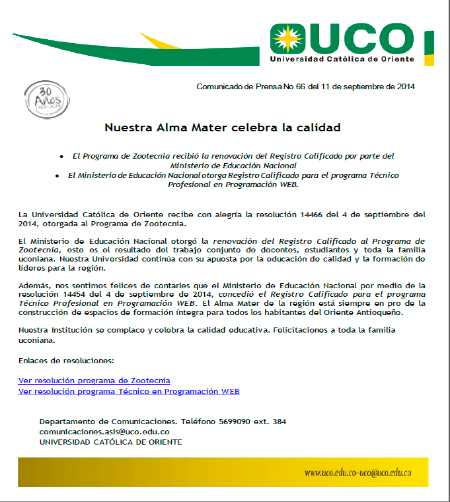 UCO
Universidad Católica de Oriente
Comunicado de Prensa No 66 del 11 de septiembre de 2014
30
Años
Nuestra Alma Mater celebra la calidad
• El Programa de Zootecnia recibió la renovación del Registro Calificado por parte del
Ministerio de Educación Nacional
• El Ministerio de Educación Nacional otorga Registro Calificado para el programa Técnico
Profesional en Programación WEB.
La Universidad Católica de Oriente recibe con alegría la resolución 14466 del 4 de septiembre del
2014, otorgada al Programa de Zootecnia.
El Ministerio de Educación Nacional otorgó la renovación del Registro Calificado al Programa de
Zootecnia, esto es el resultado del trabajo conjunto de docentes, estudiantes y toda la familia
uconiana. Nuestra Universidad continúa con su apuesta por la educación do calidad y la formación do
líderes para la región.
Además, nos sentimos felices de contarles que el Ministerio de Educación Nacional por medio de la
resolución 14454 del 4 de septiembre de 2014, concedió el Registro Calificado para el programa
Técnico Profesional en Programación WEB. El Alma Mater de la región está siempre en pro de la
construcción de espacios de formación íntegra para todos los habitantes del Oriente Antioqueño.
Nuestra Institución so complace y celebra la calidad educativa. Felicitaciones a toda la familia
uconiana.
Enlaces de resoluciones:
Ver resolución programa de Zootecnia
Ver resolución programa Técnico en Programación WEB
Departamento de Comunicaciones. Teléfono 5699090 ext. 384
comunicaciones.asis@uco.edu.co
UNIVERSIDAD CATÓLICA DE ORIENTE
www.uco.edu.co-uco@uco.edu.co